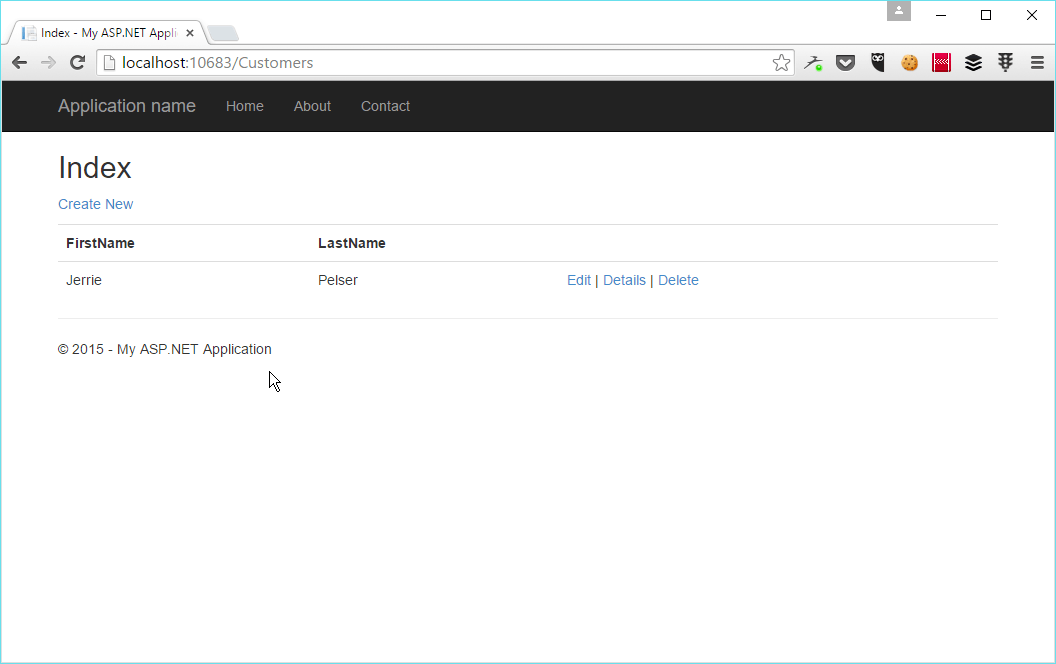 Index - My ASP.NET Appli
localhost:10683/Customers
Application name Home About Contact
Index
Create New
FirstName LastName
Jerrie Pelser Edit | Details | Delete
© 2015 - My ASP.NET Application